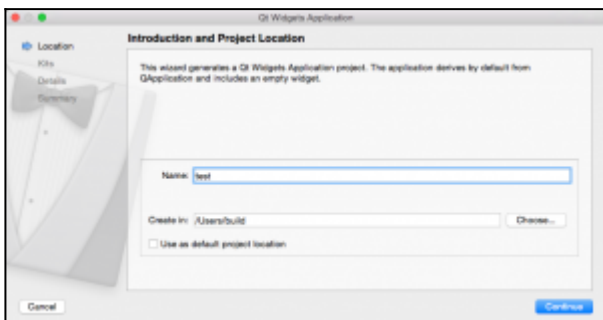 Qt Widgets Application
Introduction and Project Location
Location
Kits
Details
Summary
This wizard generates a Qt Widgets Application project. The application derives by default from
QApplication and includes an empty widget.
Name: test
Create in: /Users/build
Choose...
Use as default project location
Cancel
Continue